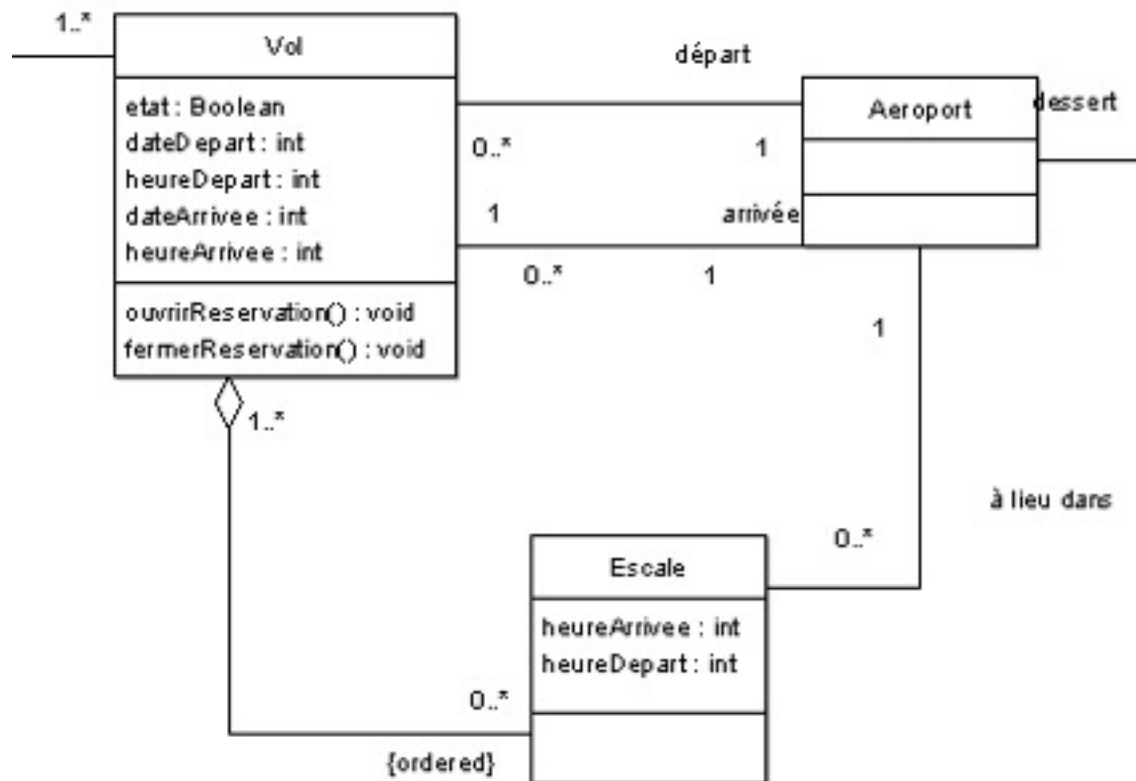 1..*
Vol
etat : Boolean
dateDepart : int
heureDepart : int
dateArrivee : int
heureArrivee : int
ouvrirReservation() : void
fermerReservation() : void
départ
0..*
1
1
arrivée
0..*
1
Aeroport
dessert
1
à lieu dans
0..*
1..*
Escale
heureArrivee : int
heureDepart : int
0..*
{ordered}